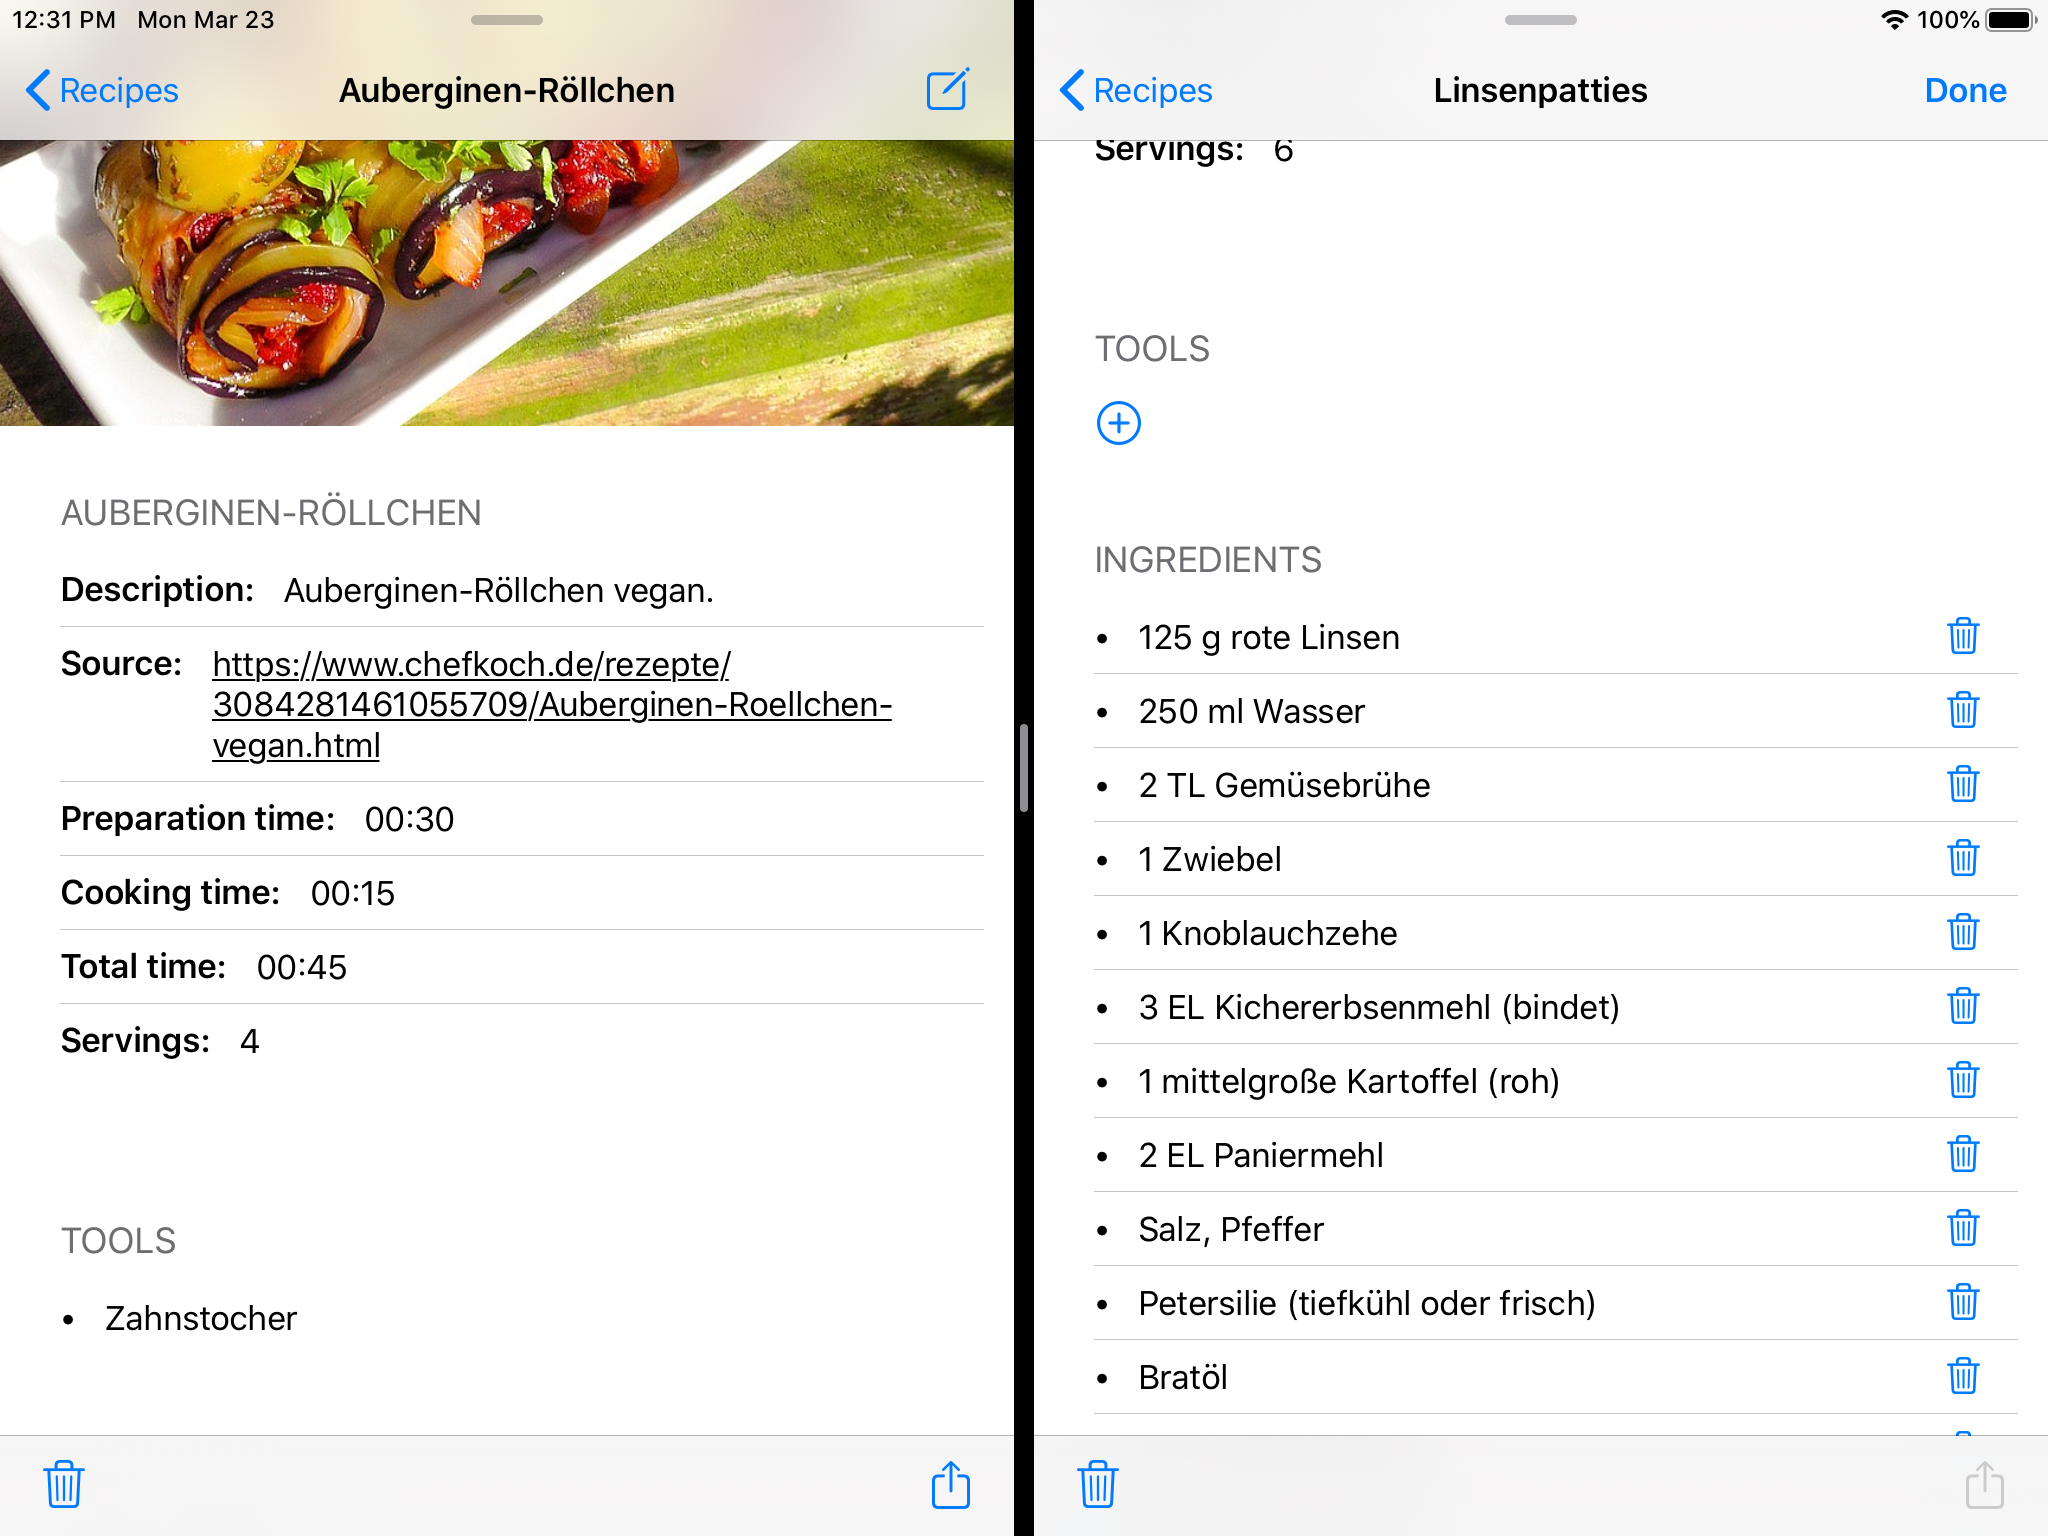 12:31 PM Mon Mar 23
Recipes
Auberginen-Röllchen
AUBERGINEN-RÖLLCHEN
Description: Auberginen-Röllchen vegan.
Source: https://www.chefkoch.de/rezepte/
3084281461055709/Auberginen-Roellchen-
vegan.html
Preparation time: 00:30
Cooking time: 00:15
Total time: 00:45
Servings: 4
TOOLS
• Zahnstocher
100%
Recipes
Linsenpatties
Done
Servings: 6
TOOLS
INGREDIENTS
• 125 g rote Linsen
• 250 ml Wasser
• 2 TL Gemüsebrühe
• 1 Zwiebel
• 1 Knoblauchzehe
• 3 EL Kichererbsenmehl (bindet)
• 1 mittelgroße Kartoffel (roh)
• 2 EL Paniermehl
• Salz, Pfeffer
• Petersilie (tiefkühl oder frisch)
• Bratöl